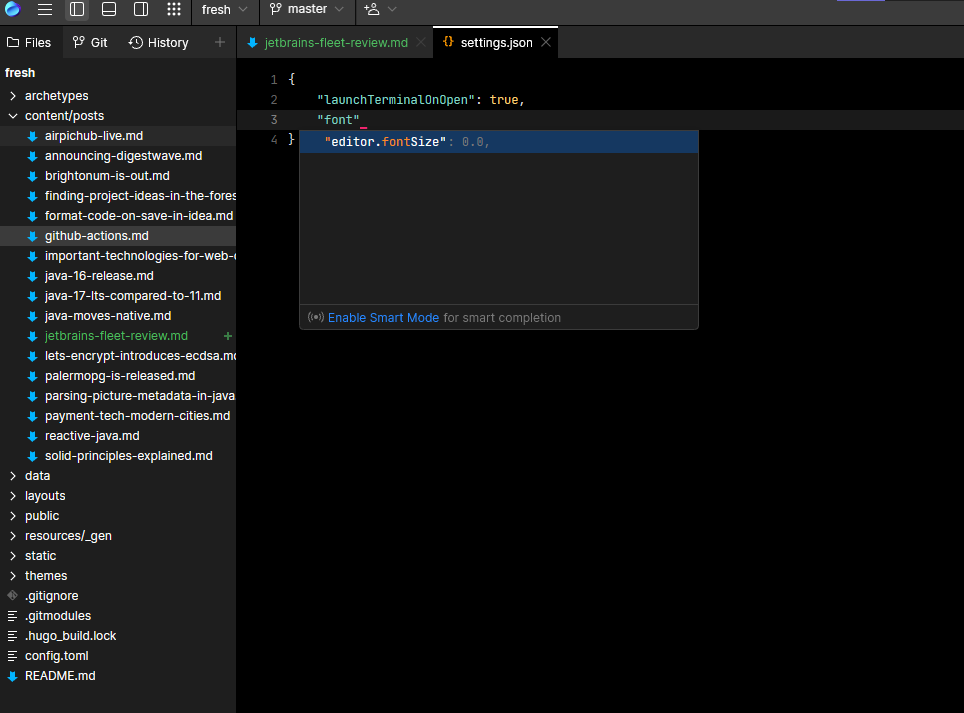 fresh
master
Files
Git
History
jetbrains-fleet-review.md
{} settings.json
fresh
archetypes
content/posts
airpichub-live.md
announcing-digestwave.md
brightonum-is-out.md
finding-project-ideas-in-the-fores
format-code-on-save-in-idea.md
github-actions.md
important-technologies-for-web-
java-16-release.md
java-17-lts-compared-to-11.md
java-moves-native.md
jetbrains-fleet-review.md +
lets-encrypt-introduces-ecdsa.md
palermopg-is-released.md
parsing-picture-metadata-in-java
payment-tech-modern-cities.md
reactive-java.md
solid-principles-explained.md
data
layouts
public
resources/_gen
static
themes
.gitignore
.gitmodules
.hugo_build.lock
config.toml
README.md
1 {
2 "launchTerminalOnOpen": true,
3 "font"
4 }
"editor.fontSize": 0.0,
Enable Smart Mode for smart completion